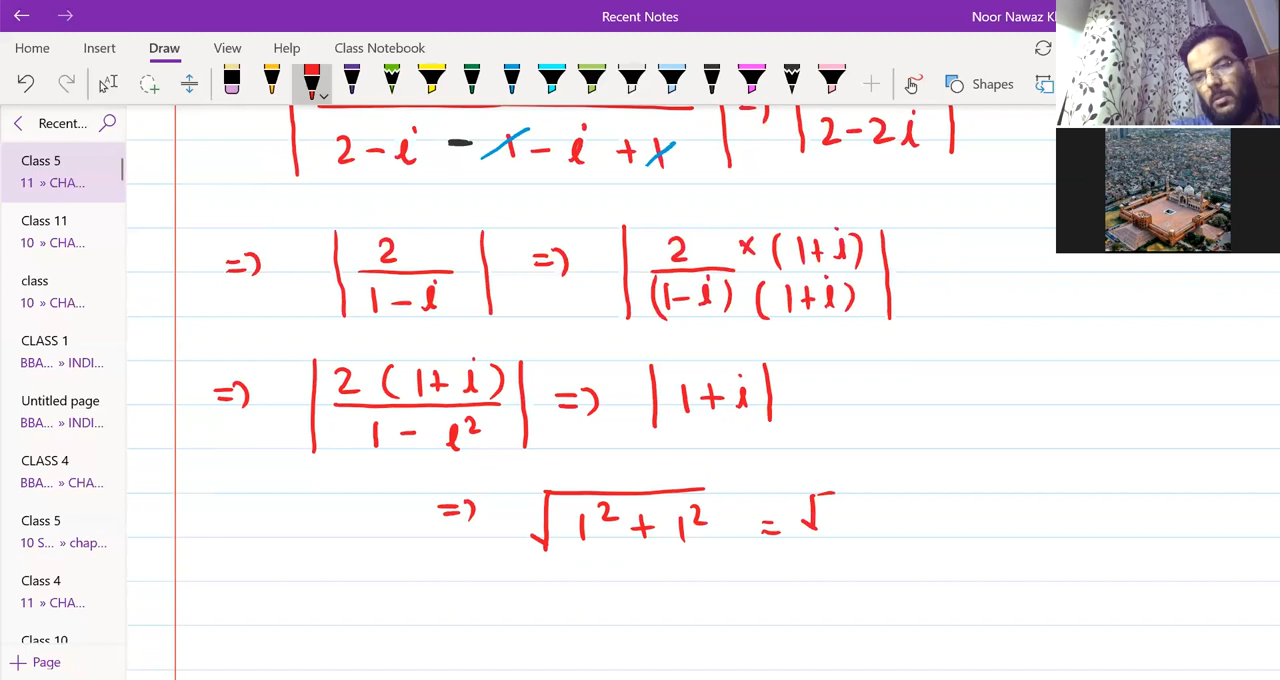 Recent Notes
Noor Nawaz Kh
Home Insert Draw View Help Class Notebook
Shapes
Recent...
Class 5
11 » CHA...
Class 11
10 » CHA...
class
10 » CHA...
CLASS 1
BBA... » INDI...
Untitled page
BBA... » INDI...
CLASS 4
BBA... » CHA...
Class 5
10 S... » chap...
Class 4
11 » CHA...
Class 10
+ Page
| 2 - i - x - i + x | => | 2 - 2i |
=> | 2 / 1 - i | => | 2 × (1 + i) / (1 - i) (1 + i) |
=> | 2 (1 + i) / 1 - i² | => | 1 + i |
=> √1² + 1² = √